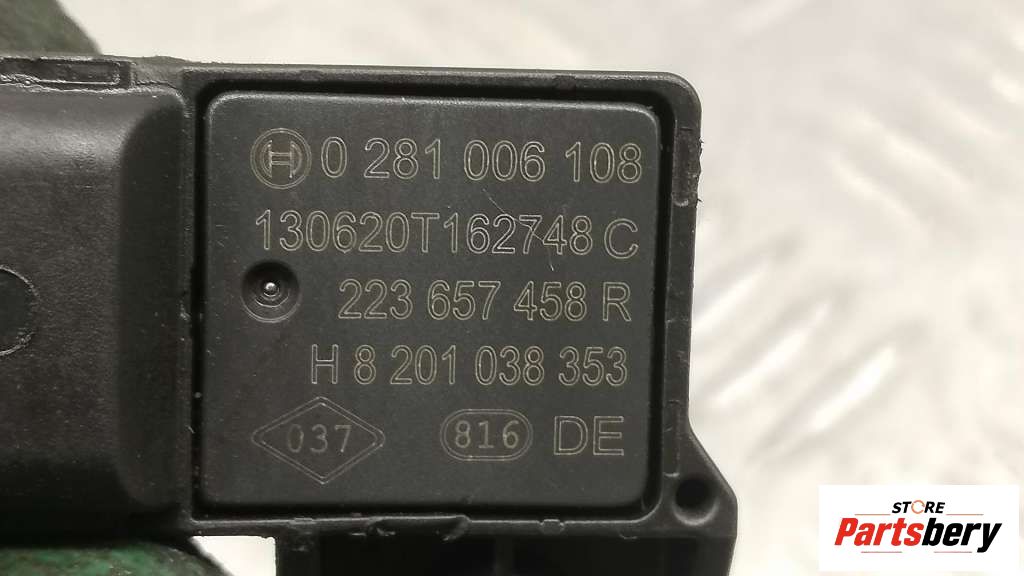 0 281 006 108
130620T162748 C
223 657 458 R
H 8 201 038 353
037 816 DE
STORE
Partsbery